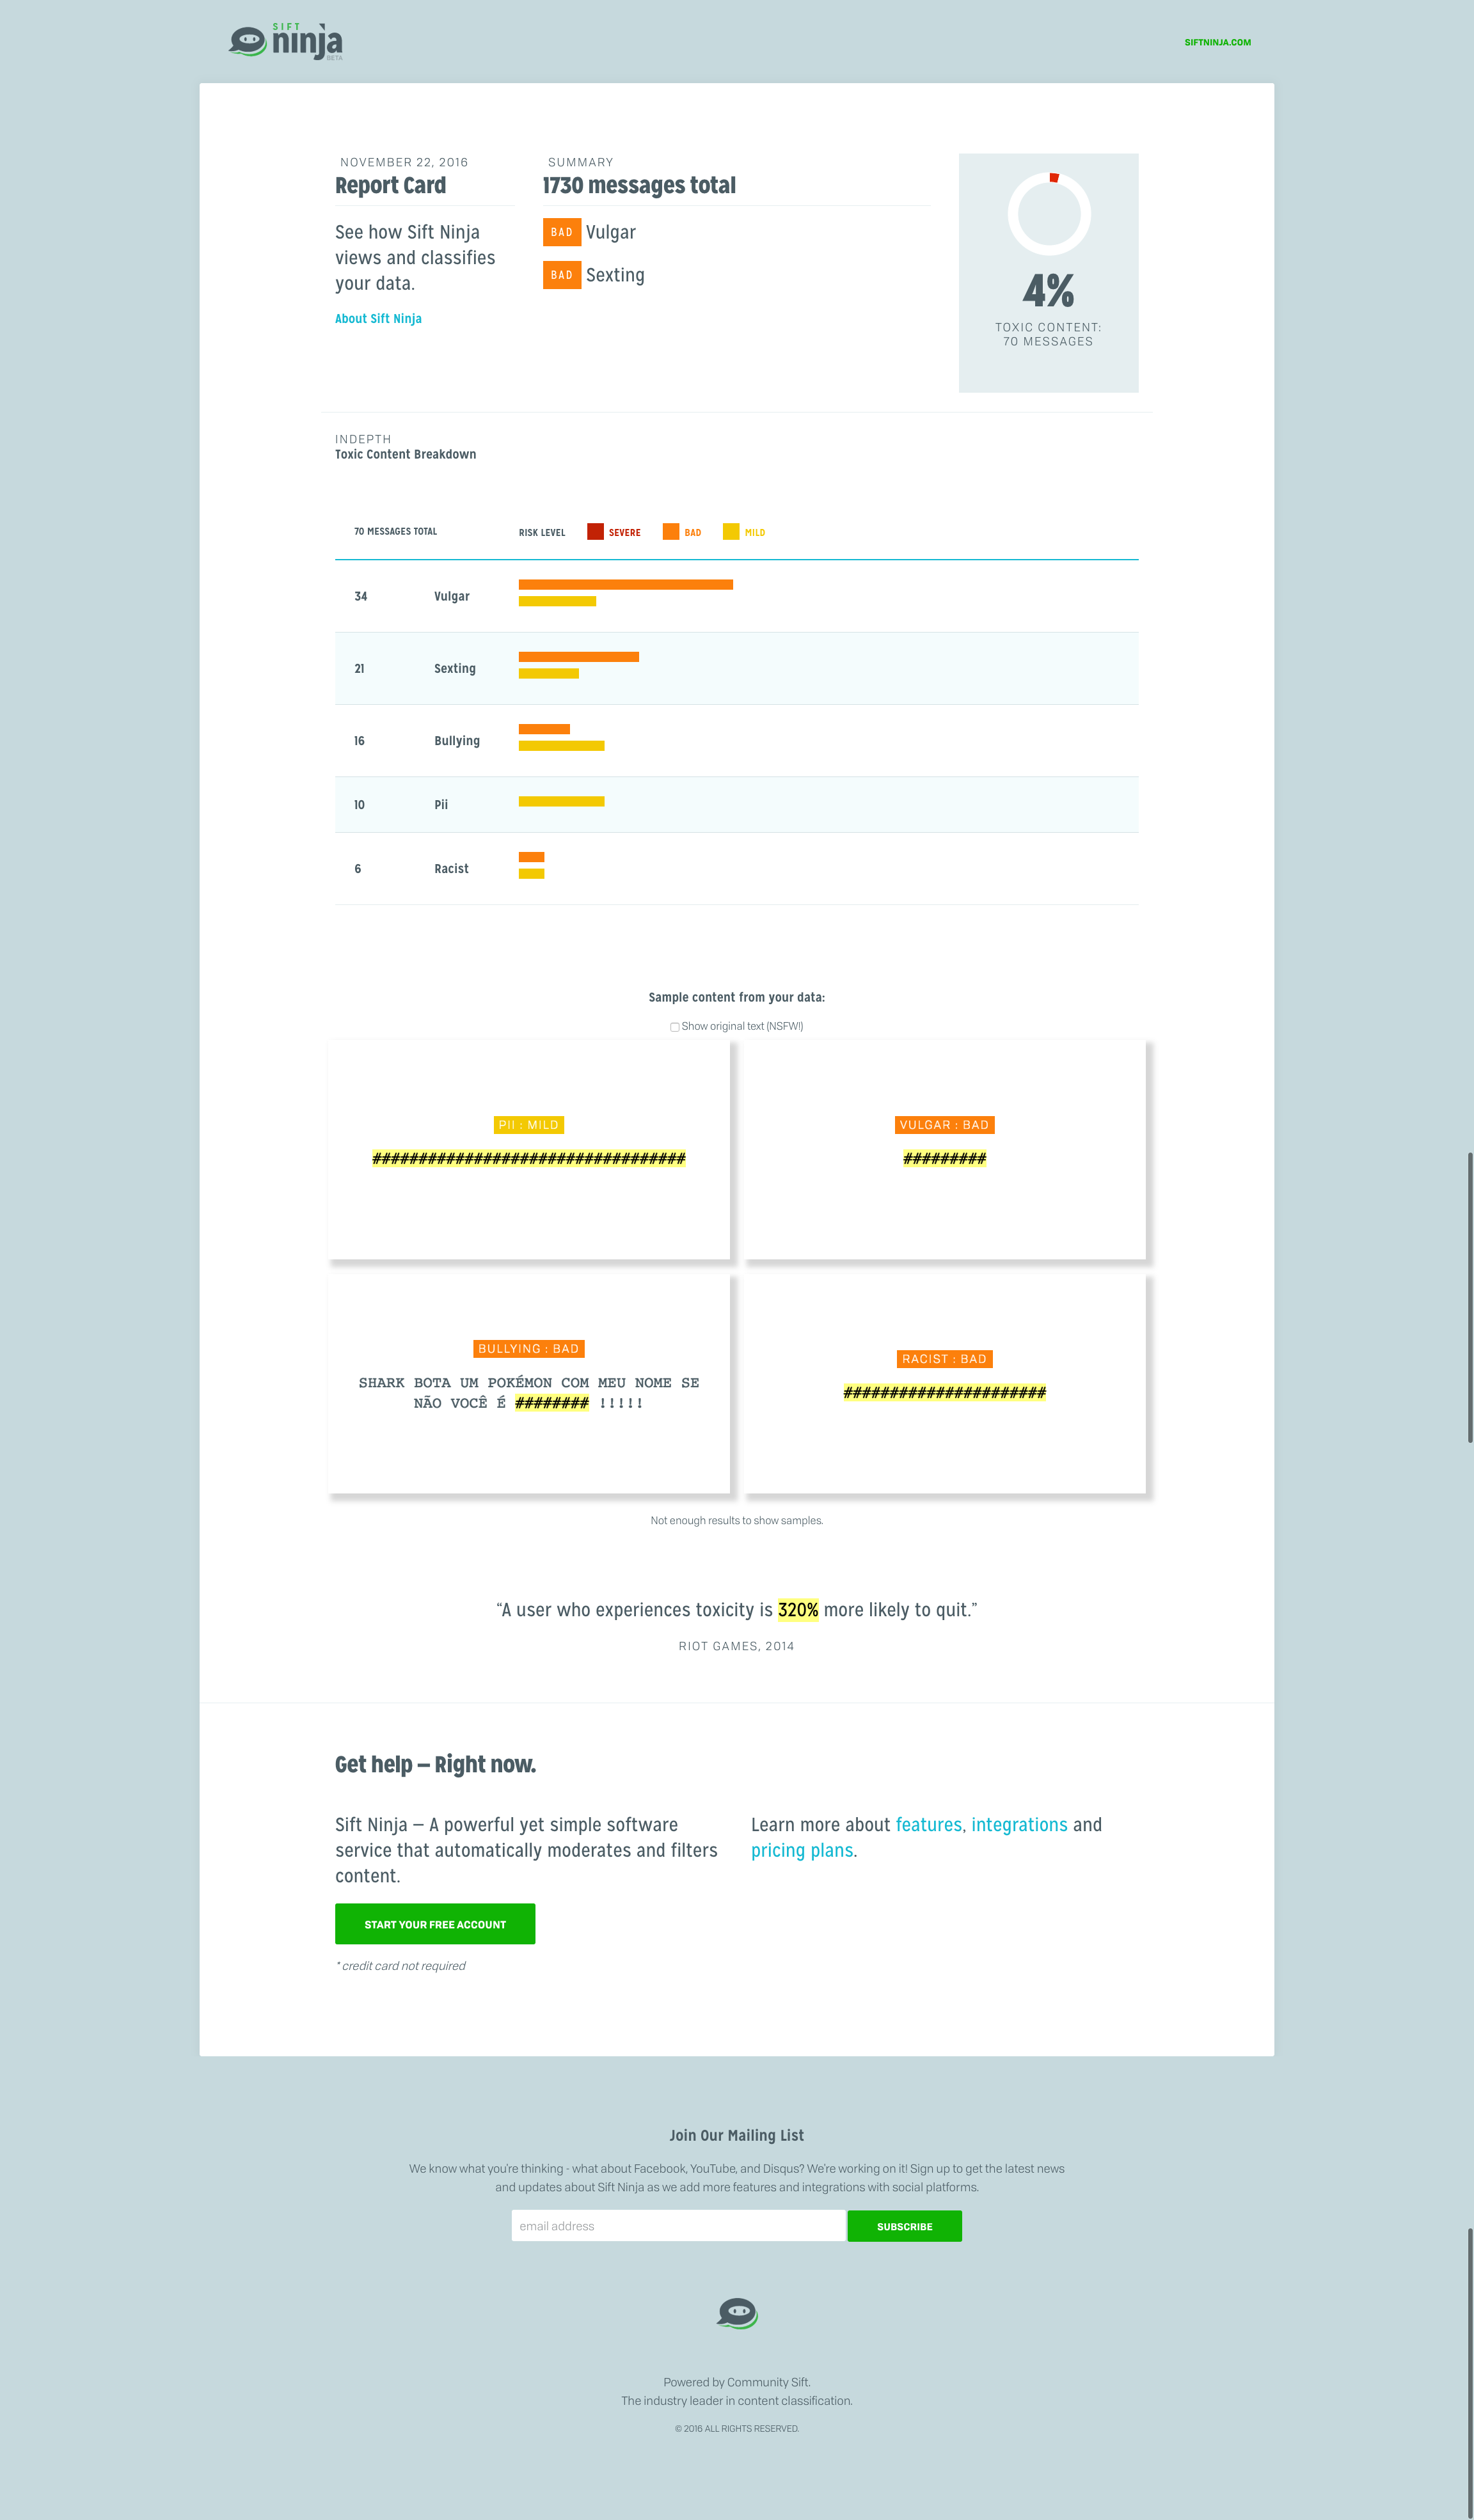 SIFT
ninja
BETA
SIFTNINJA.COM
NOVEMBER 22, 2016
Report Card
See how Sift Ninja
views and classifies
your data.
About Sift Ninja
SUMMARY
1730 messages total
BAD Vulgar
BAD Sexting
4%
TOXIC CONTENT:
70 MESSAGES
INDEPTH
Toxic Content Breakdown
70 MESSAGES TOTAL RISK LEVEL SEVERE BAD MILD
34 Vulgar
21 Sexting
16 Bullying
10 Pii
6 Racist
Sample content from your data:
Show original text (NSFW!)
PII : MILD
##################################
VULGAR : BAD
#########
BULLYING : BAD
SHARK BOTA UM POKÉMON COM MEU NOME SE
NÃO VOCÊ É ######## !!!!!
RACIST : BAD
######################
Not enough results to show samples.
“A user who experiences toxicity is 320% more likely to quit.”
RIOT GAMES, 2014
Get help – Right now.
Sift Ninja – A powerful yet simple software
service that automatically moderates and filters
content.
START YOUR FREE ACCOUNT
* credit card not required
Learn more about features, integrations and
pricing plans.
Join Our Mailing List
We know what you're thinking - what about Facebook, YouTube, and Disqus? We're working on it! Sign up to get the latest news
and updates about Sift Ninja as we add more features and integrations with social platforms.
email address
SUBSCRIBE
Powered by Community Sift.
The industry leader in content classification.
© 2016 ALL RIGHTS RESERVED.